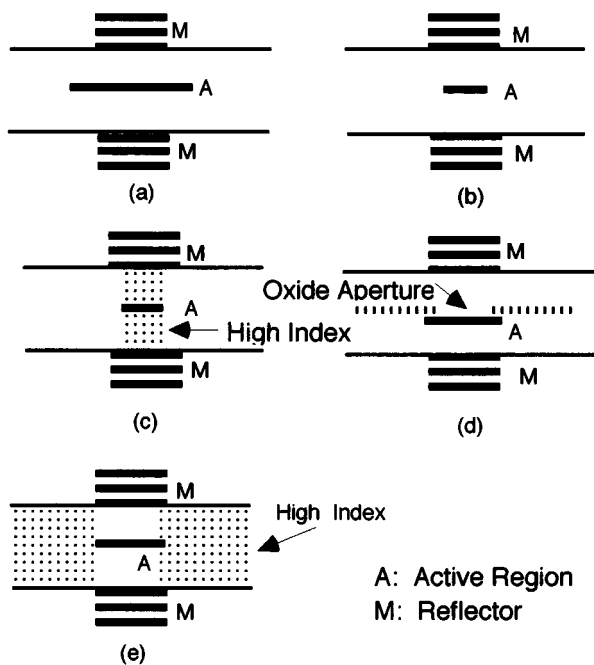 M
A
M
(a)
M
A
M
(b)
M
A
High Index
M
(c)
M
Oxide Aperture
A
M
(d)
M
High Index
A
M
(e)
A: Active Region
M: Reflector